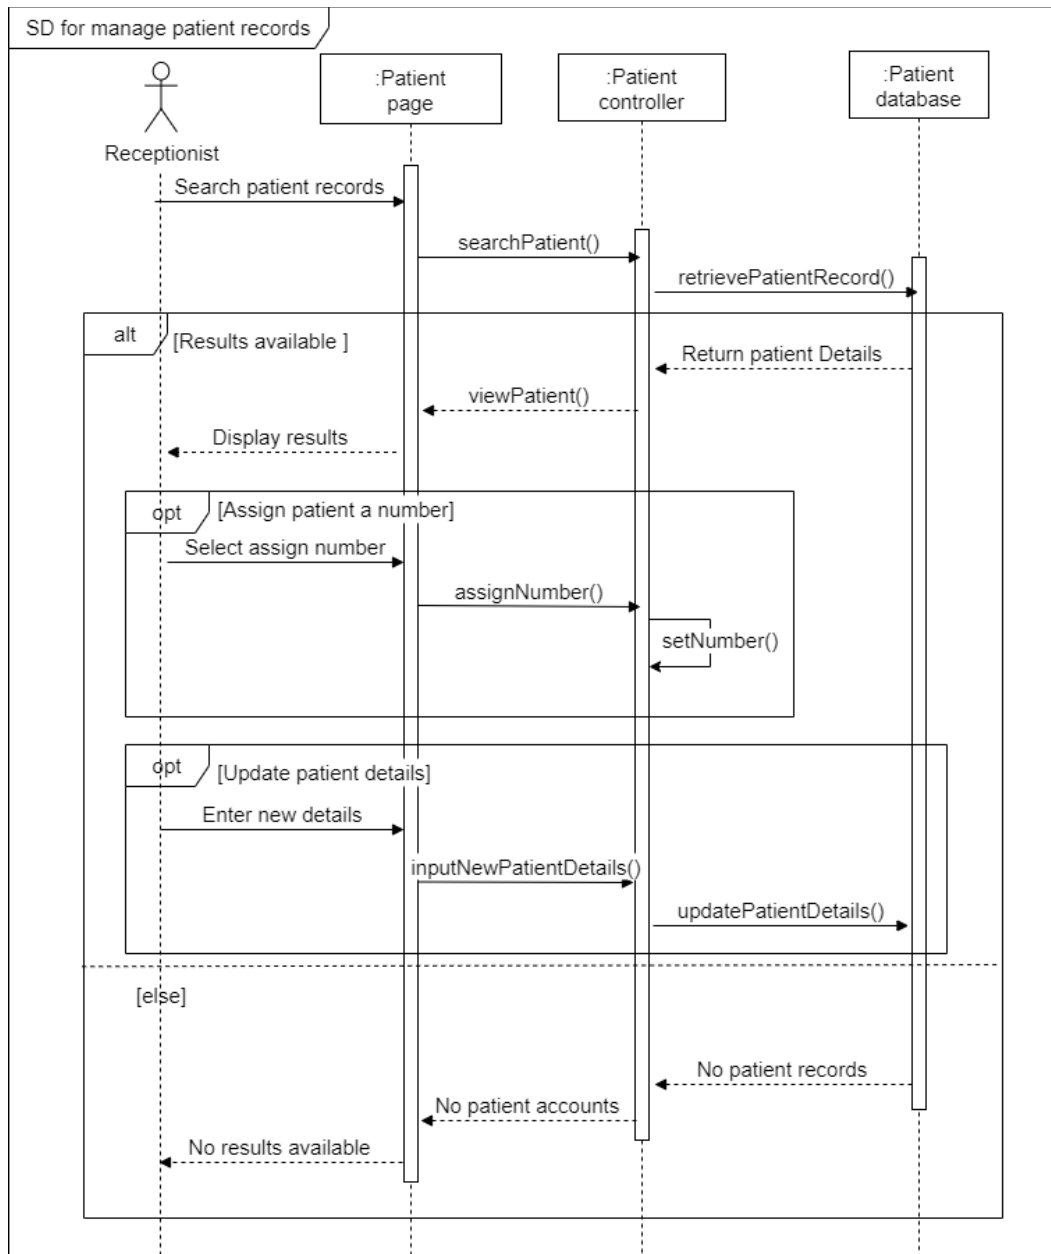 SD for manage patient records
:Patient
page
:Patient
controller
:Patient
database
Receptionist
Search patient records
searchPatient()
retrievePatientRecord()
alt
[Results available ]
Return patient Details
viewPatient()
Display results
opt
[Assign patient a number]
Select assign number
assignNumber()
setNumber()
opt
[Update patient details]
Enter new details
inputNewPatientDetails()
updatePatientDetails()
[else]
No patient records
No patient accounts
No results available